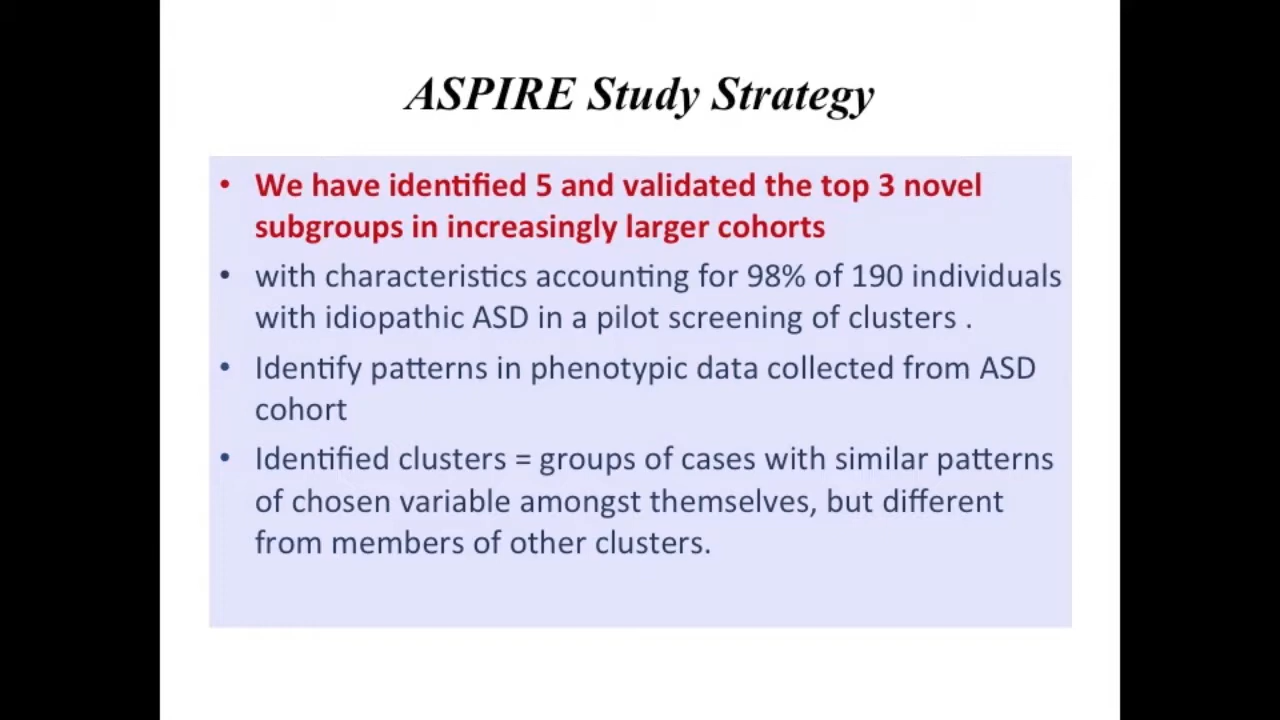 ASPIRE Study Strategy
• We have identified 5 and validated the top 3 novel
subgroups in increasingly larger cohorts
• with characteristics accounting for 98% of 190 individuals
with idiopathic ASD in a pilot screening of clusters .
• Identify patterns in phenotypic data collected from ASD
cohort
• Identified clusters = groups of cases with similar patterns
of chosen variable amongst themselves, but different
from members of other clusters.